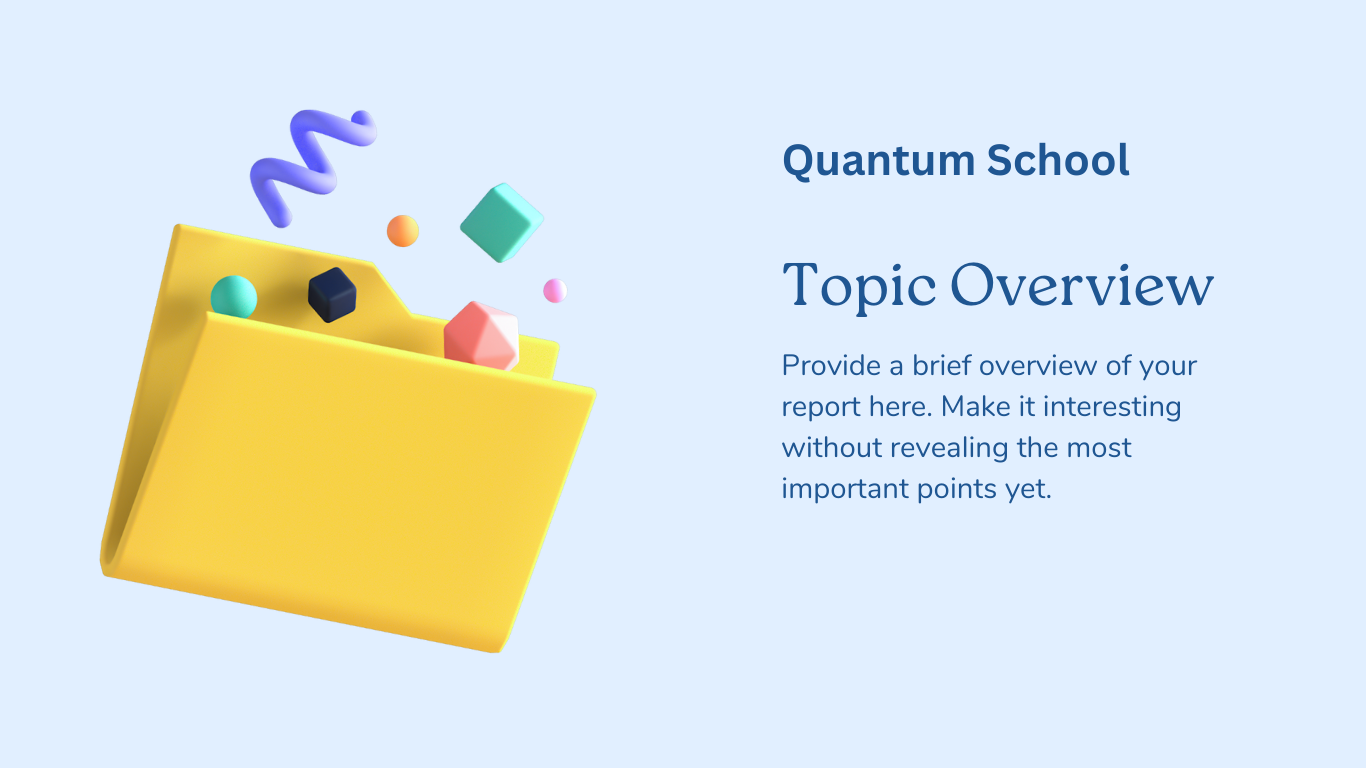 Quantum School
Topic Overview
Provide a brief overview of your
report here. Make it interesting
without revealing the most
important points yet.